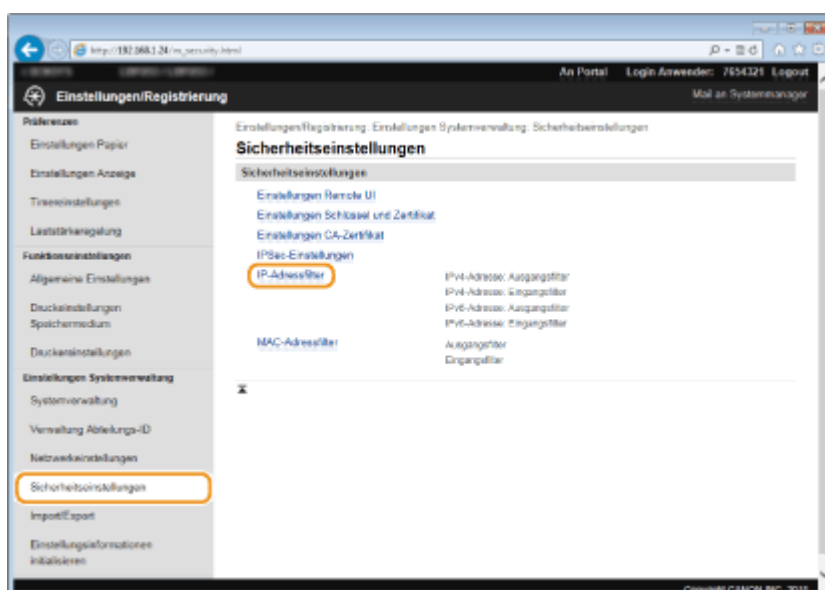 http://192.168.1.24/m_security.html
An Portal Login Anwender: 7654321 Logout
Einstellungen/Registrierung
Mail an Systemmanager
Präferenzen
Einstellungen Papier
Einstellungen Anzeige
Timereinstellungen
Lautstärkeregelung
Funktionseinstellungen
Allgemeine Einstellungen
Druckeinstellungen
Speichermedium
Druckereinstellungen
Einstellungen Systemverwaltung
Systemverwaltung
Verwaltung Abteilungs-ID
Netzwerkeinstellungen
Sicherheitseinstellungen
Import/Export
Einstellungsinformationen
initialisieren
Einstellungen/Registrierung: Einstellungen Systemverwaltung: Sicherheitseinstellungen
Sicherheitseinstellungen
Sicherheitseinstellungen
Einstellungen Remote UI
Einstellungen Schlüssel und Zertifikat
Einstellungen CA-Zertifikat
IPSec-Einstellungen
IP-Adressfilter
IPv4-Adresse: Ausgangsfilter
IPv4-Adresse: Eingangsfilter
IPv6-Adresse: Ausgangsfilter
IPv6-Adresse: Eingangsfilter
MAC-Adressfilter
Ausgangsfilter
Eingangsfilter
Copyright CANON INC.